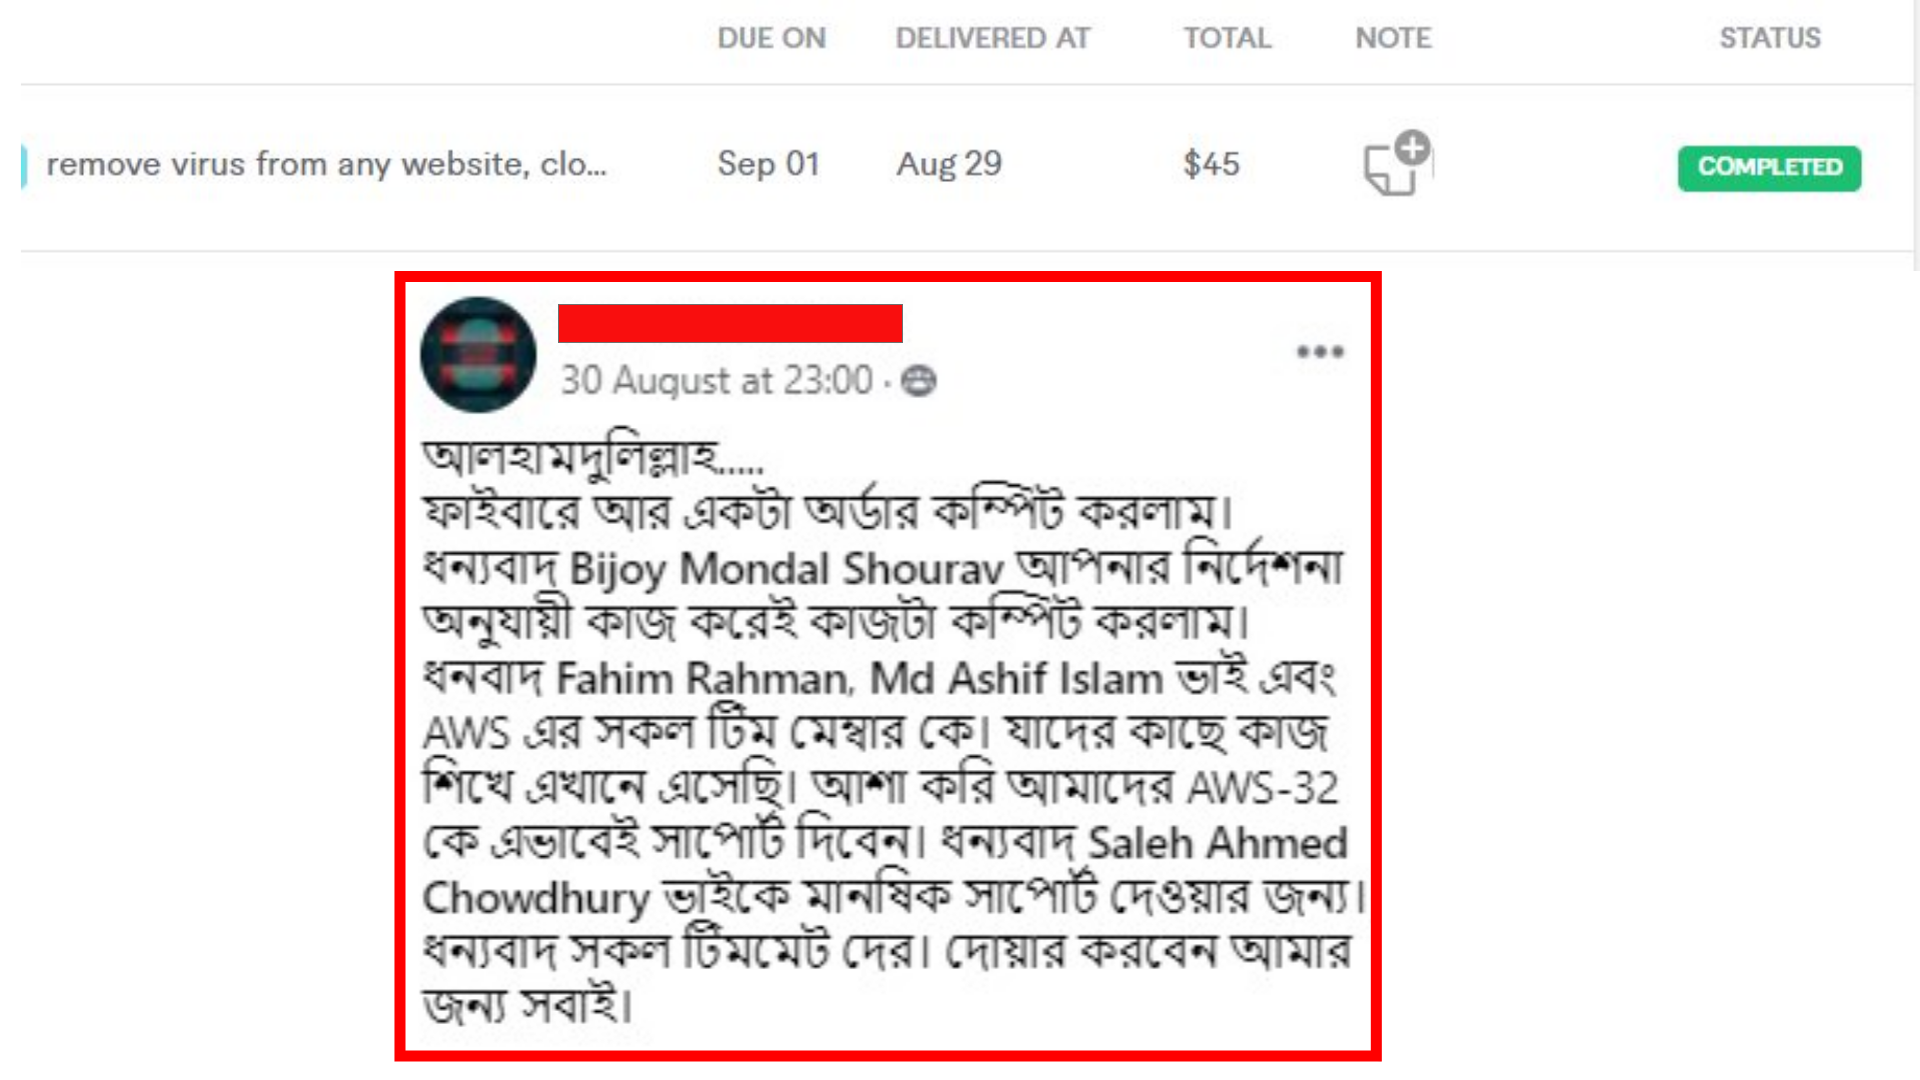 DUE ON DELIVERED AT TOTAL NOTE STATUS
remove virus from any website, clo... Sep 01 Aug 29 $45 COMPLETED
30 August at 23:00 ·
আলহামদুলিল্লাহ.....
ফাইবারে আর একটা অর্ডার কম্পিট করলাম।
ধন্যবাদ Bijoy Mondal Shourav আপনার নির্দেশনা
অনুযায়ী কাজ করেই কাজটা কম্পিট করলাম।
ধনবাদ Fahim Rahman, Md Ashif Islam ভাই এবং
AWS এর সকল টিম মেম্বার কে। যাদের কাছে কাজ
শিখে এখানে এসেছি। আশা করি আমাদের AWS-32
কে এভাবেই সাপোর্ট দিবেন। ধন্যবাদ Saleh Ahmed
Chowdhury ভাইকে মানষিক সাপোর্ট দেওয়ার জন্য।
ধন্যবাদ সকল টিমমেট দের। দোয়ার করবেন আমার
জন্য সবাই।